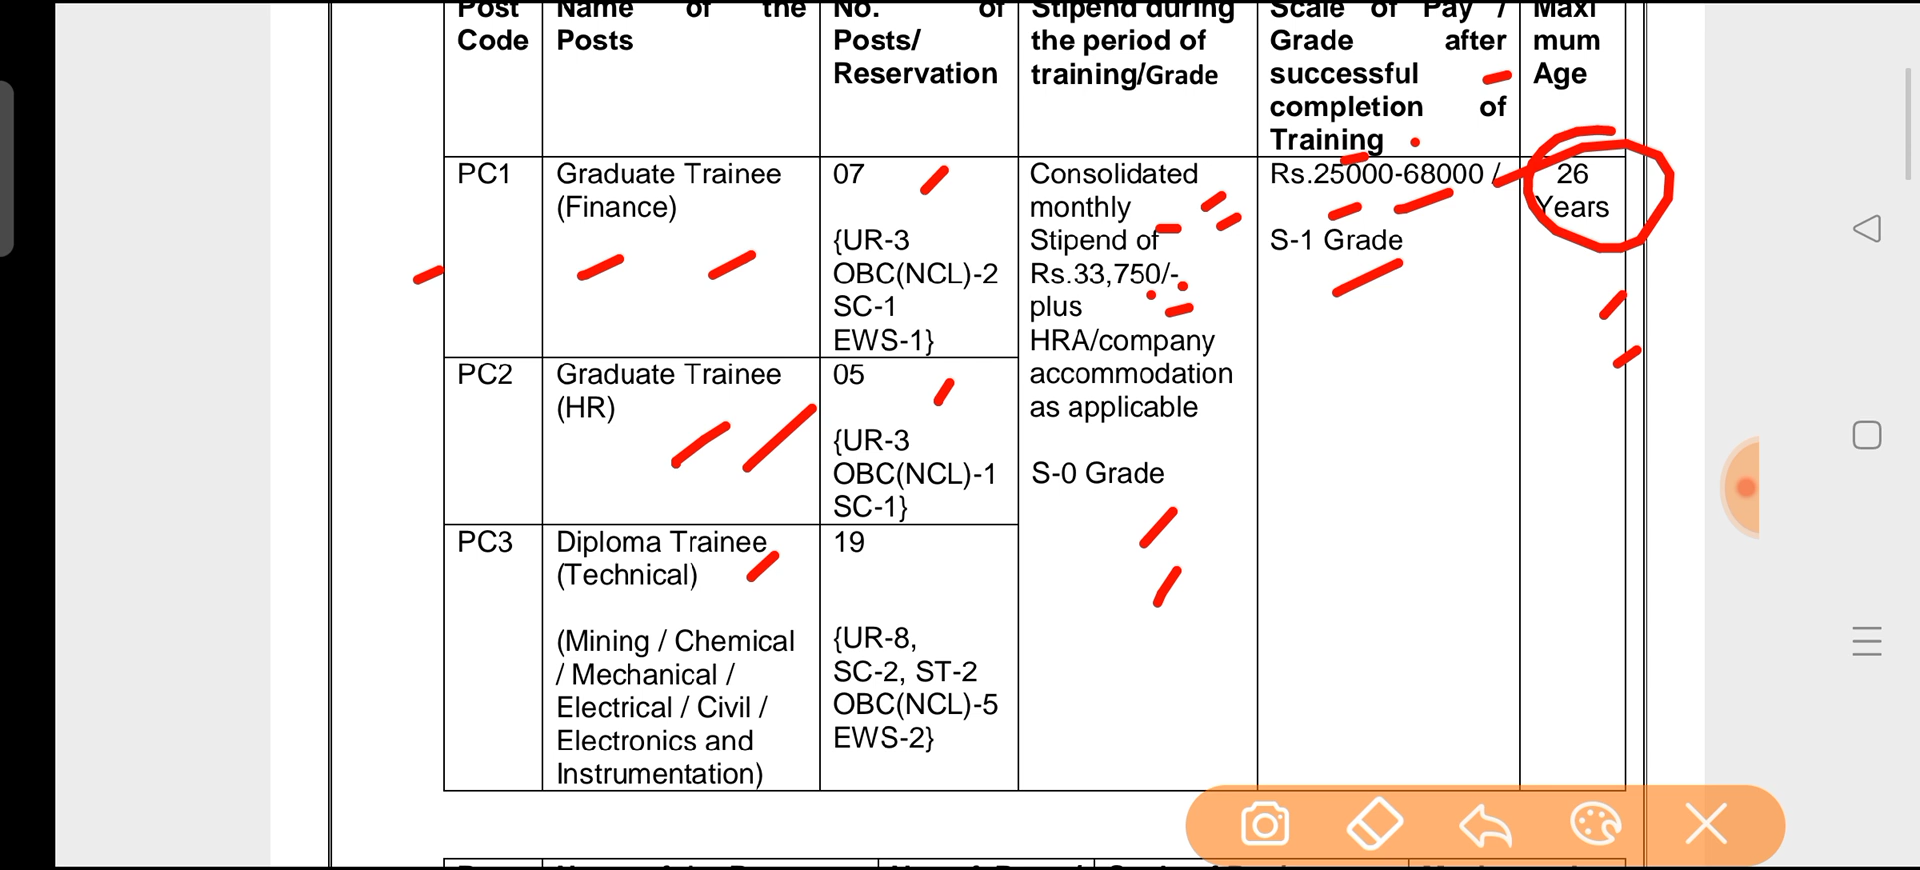 Post Name of the No. of Stipend during Scale of Pay / Maxi
Code Posts Posts/ the period of Grade after mum
Reservation training/Grade successful Age
completion of
Training
PC1 Graduate Trainee 07 Consolidated Rs.25000-68000 / 26
(Finance) monthly Years
{UR-3 Stipend of S-1 Grade
OBC(NCL)-2 Rs.33,750/-
SC-1 plus
EWS-1} HRA/company
PC2 Graduate Trainee 05 accommodation
(HR) as applicable
{UR-3
OBC(NCL)-1 S-0 Grade
SC-1}
PC3 Diploma Trainee 19
(Technical)
(Mining / Chemical {UR-8,
/ Mechanical / SC-2, ST-2
Electrical / Civil / OBC(NCL)-5
Electronics and EWS-2}
Instrumentation)